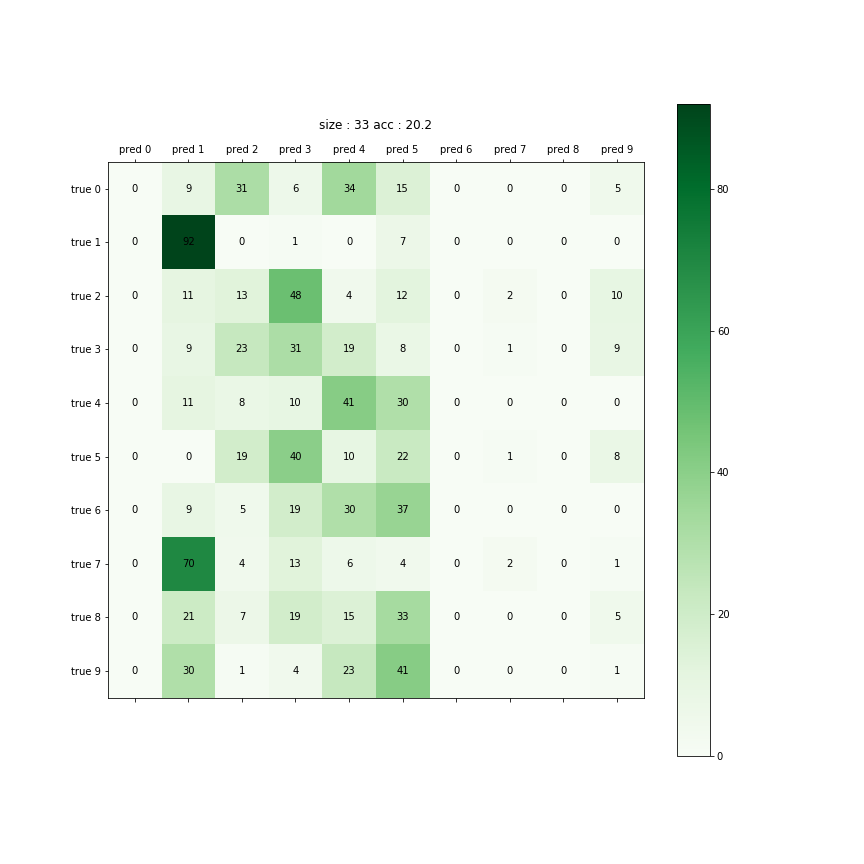 size : 33 acc : 20.2
pred 0 pred 1 pred 2 pred 3 pred 4 pred 5 pred 6 pred 7 pred 8 pred 9
true 0 0 9 31 6 34 15 0 0 0 5
true 1 0 92 0 1 0 7 0 0 0 0
true 2 0 11 13 48 4 12 0 2 0 10
true 3 0 9 23 31 19 8 0 1 0 9
true 4 0 11 8 10 41 30 0 0 0 0
true 5 0 0 19 40 10 22 0 1 0 8
true 6 0 9 5 19 30 37 0 0 0 0
true 7 0 70 4 13 6 4 0 2 0 1
true 8 0 21 7 19 15 33 0 0 0 5
true 9 0 30 1 4 23 41 0 0 0 1
80
60
40
20
0